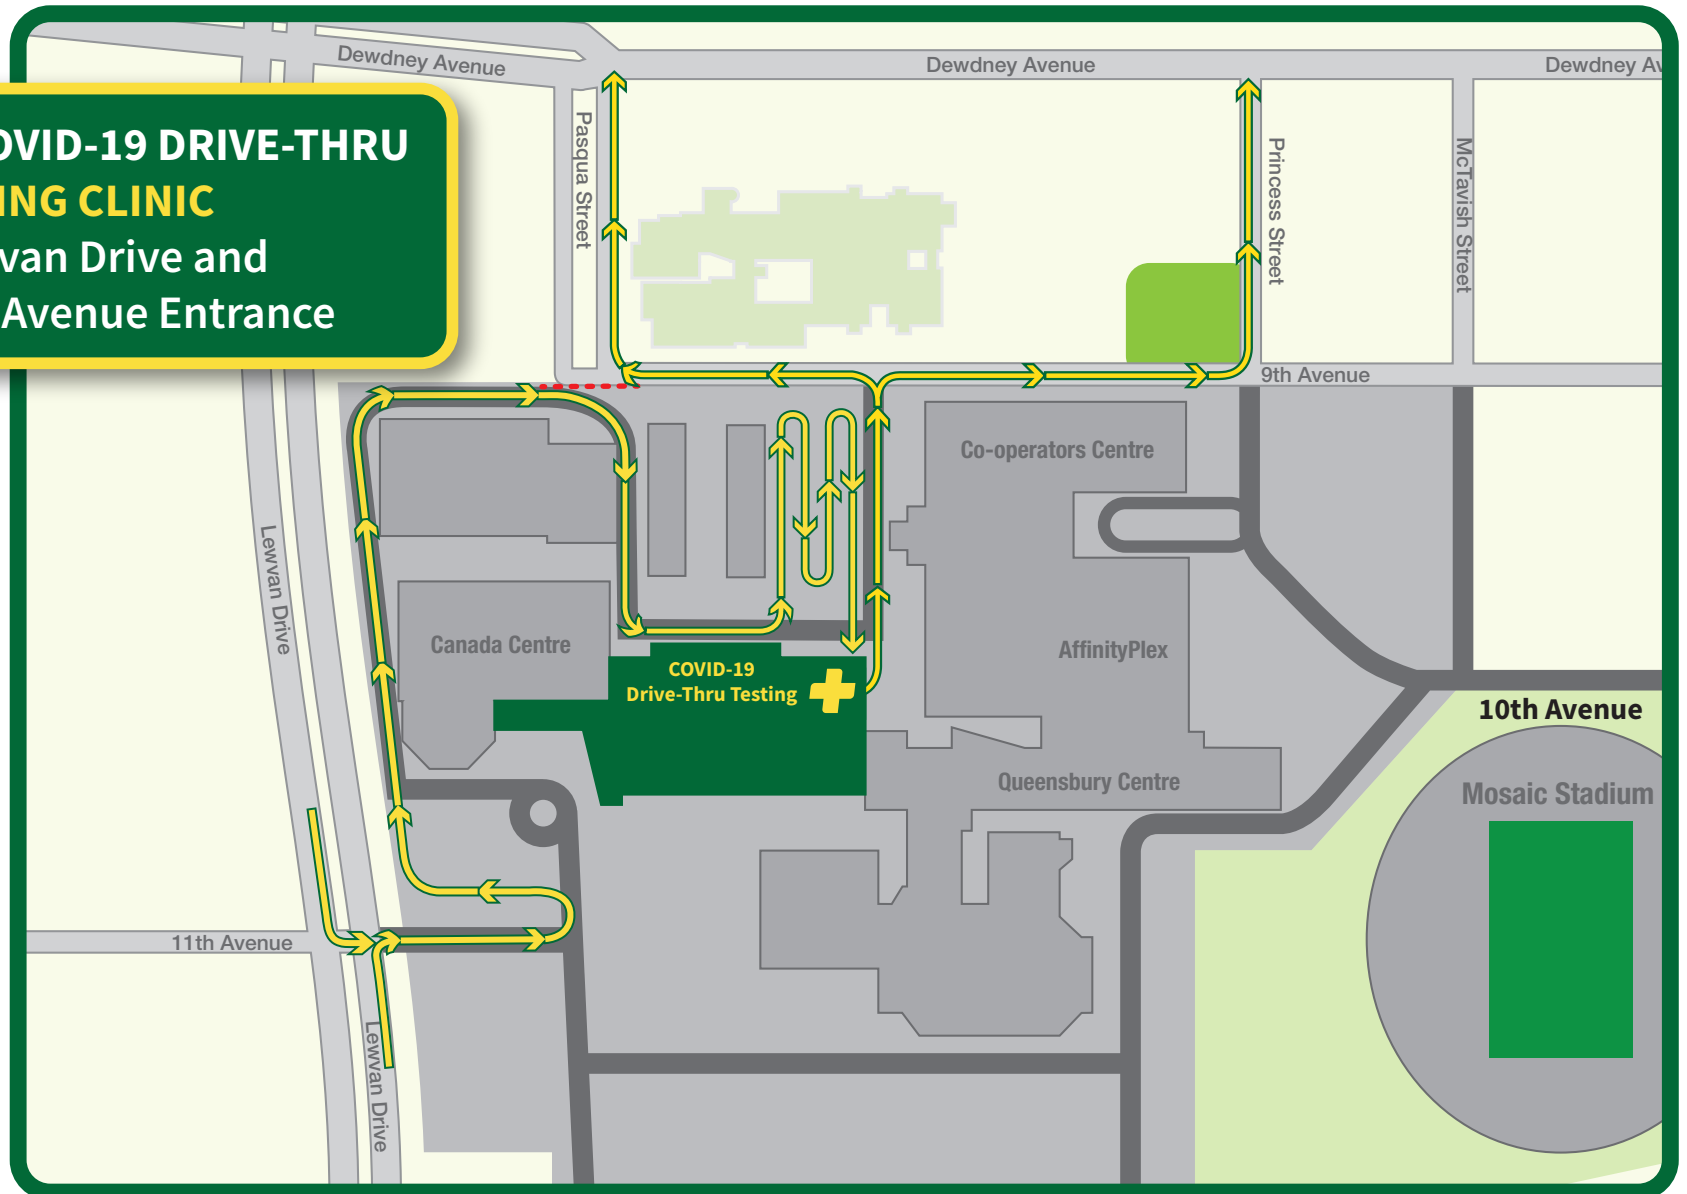 Dewdney Avenue
Dewdney Avenue
Dewdney Av
OVID-19 DRIVE-THRU
ING CLINIC
van Drive and
Avenue Entrance
Pasqua Street
Princess Street
McTavish Street
9th Avenue
Co-operators Centre
Lewvan Drive
Canada Centre
AffinityPlex
COVID-19
Drive-Thru Testing
10th Avenue
Queensbury Centre
Mosaic Stadium
11th Avenue
Lewvan Drive